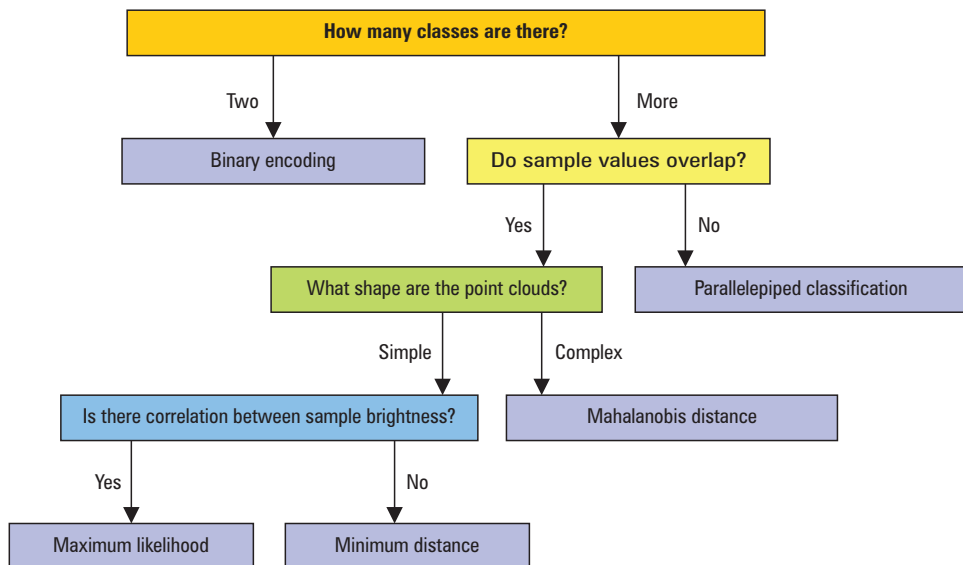 How many classes are there?
Two
More
Binary encoding
Do sample values overlap?
Yes
No
What shape are the point clouds?
Parallelepiped classification
Simple
Complex
Is there correlation between sample brightness?
Mahalanobis distance
Yes
No
Maximum likelihood
Minimum distance